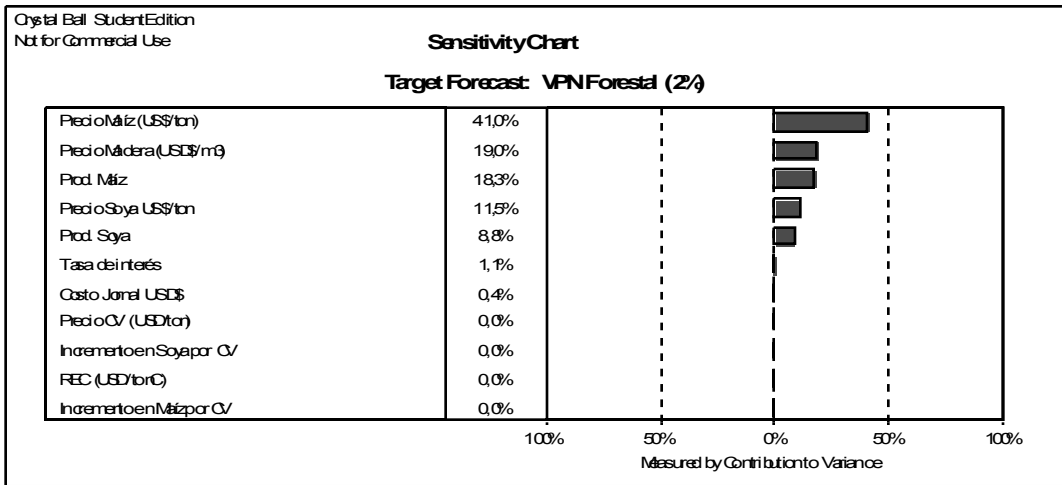 Crystal Ball Student Edition
Not for Commercial Use
Sensitivity Chart
Target Forecast: VPN Forestal (2%)
Precio Maíz (US$/ton) 41,0%
Precio Madera (USD$/m3) 19,0%
Prod. Maíz 18,3%
Precio Soya US$/ton 11,5%
Prod. Soya 8,8%
Tasa de interés 1,1%
Costo Jornal USD$ 0,4%
Precio CV (USD/ton) 0,0%
Incremento en Soya por CV 0,0%
REC (USD/tonC) 0,0%
Incremento en Maíz por CV 0,0%
100% 50% 0% 50% 100%
Measured by Contribution to Variance